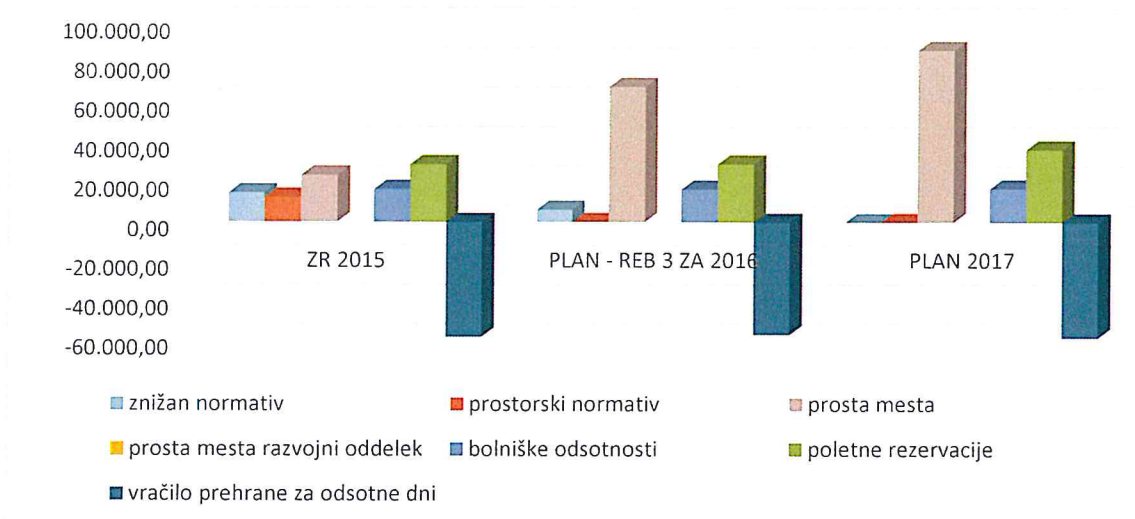 100.000,00
80.000,00
60.000,00
40.000,00
20.000,00
0,00
-20.000,00
-40.000,00
-60.000,00
ZR 2015 PLAN - REB 3 ZA 2016 PLAN 2017
znižan normativ prostorski normativ prosta mesta
prosta mesta razvojni oddelek bolniške odsotnosti poletne rezervacije
vračilo prehrane za odsotne dni